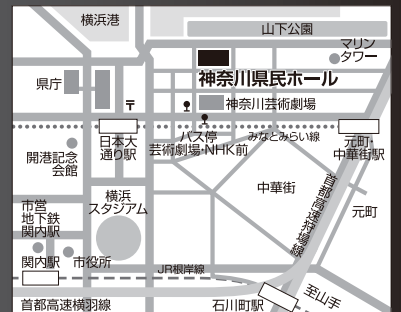 横浜港
山下公園
マリン
タワー
神奈川県民ホール
県庁
〒
神奈川芸術劇場
日本大
通り駅
バス停
芸術劇場・NHK前
みなとみらい線
元町・
中華街駅
開港記念
会館
中華街
首都高速狩場線
横浜
スタジアム
元町
市営
地下鉄
関内駅
関内駅
市役所
JR根岸線
至山手
首都高速横羽線
石川町駅